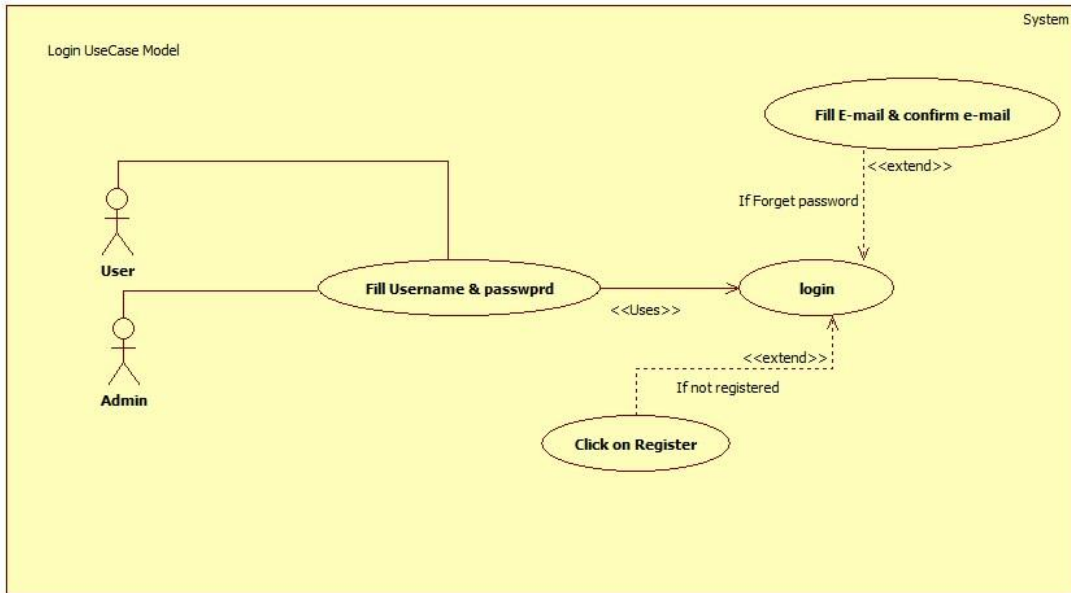 System
Login UseCase Model
Fill E-mail & confirm e-mail
<<extend>>
If Forget password
User
Fill Username & passwprd
<<Uses>>
login
Admin
<<extend>>
If not registered
Click on Register